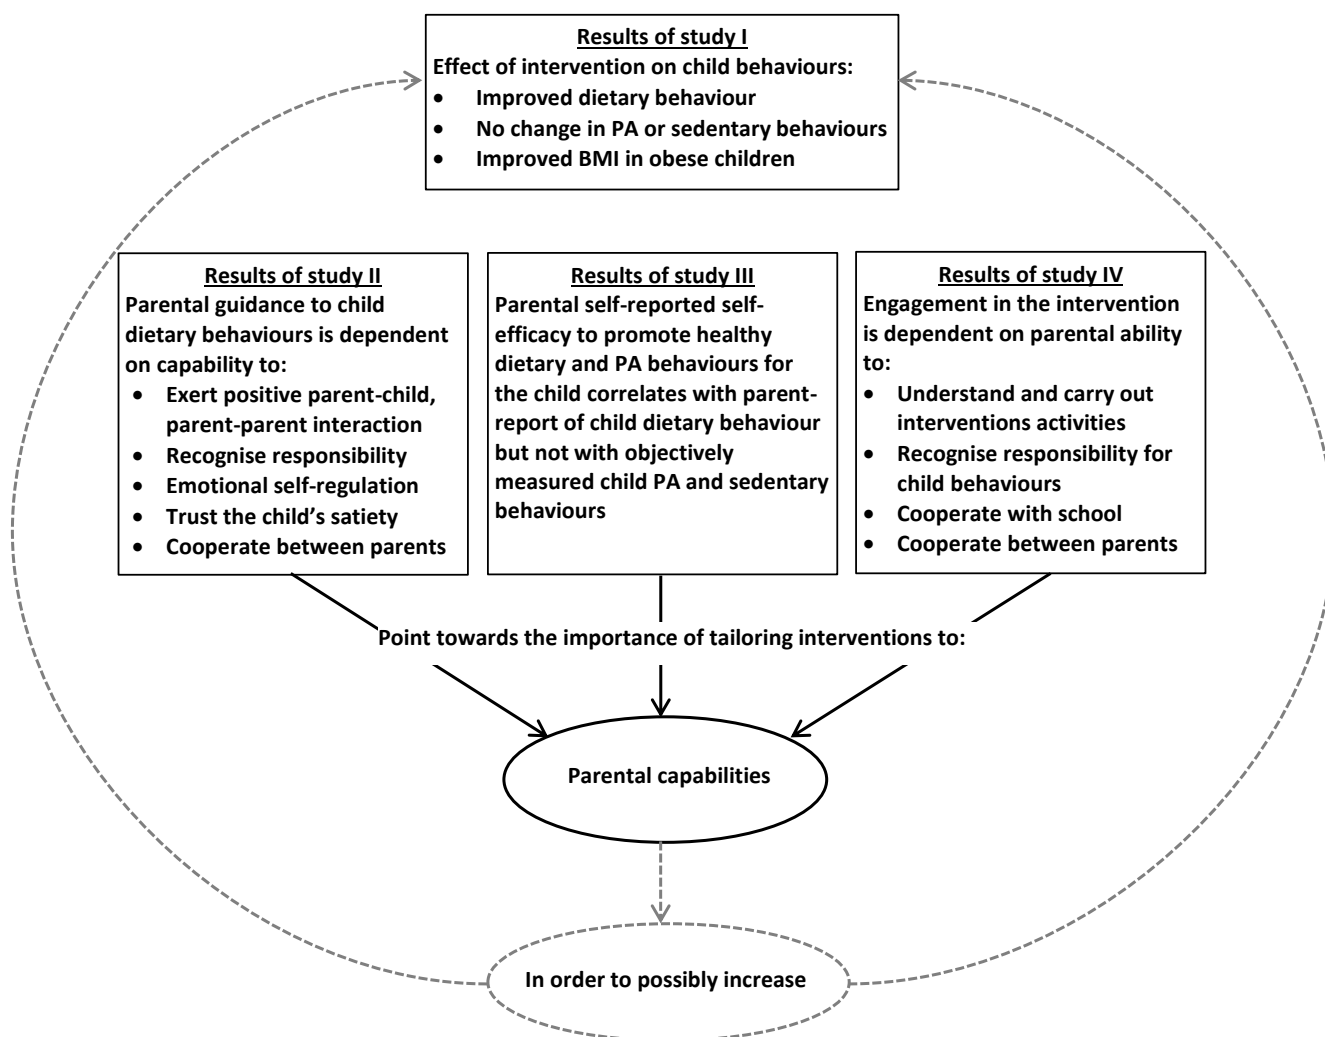 Results of study I
Effect of intervention on child behaviours:
• Improved dietary behaviour
• No change in PA or sedentary behaviours
• Improved BMI in obese children
Results of study II
Parental guidance to child
dietary behaviours is dependent
on capability to:
• Exert positive parent-child,
parent-parent interaction
• Recognise responsibility
• Emotional self-regulation
• Trust the child's satiety
• Cooperate between parents
Results of study III
Parental self-reported self-
efficacy to promote healthy
dietary and PA behaviours for
the child correlates with parent-
report of child dietary behaviour
but not with objectively
measured child PA and sedentary
behaviours
Results of study IV
Engagement in the intervention
is dependent on parental ability
to:
• Understand and carry out
interventions activities
• Recognise responsibility for
child behaviours
• Cooperate with school
• Cooperate between parents
Point towards the importance of tailoring interventions to:
Parental capabilities
In order to possibly increase